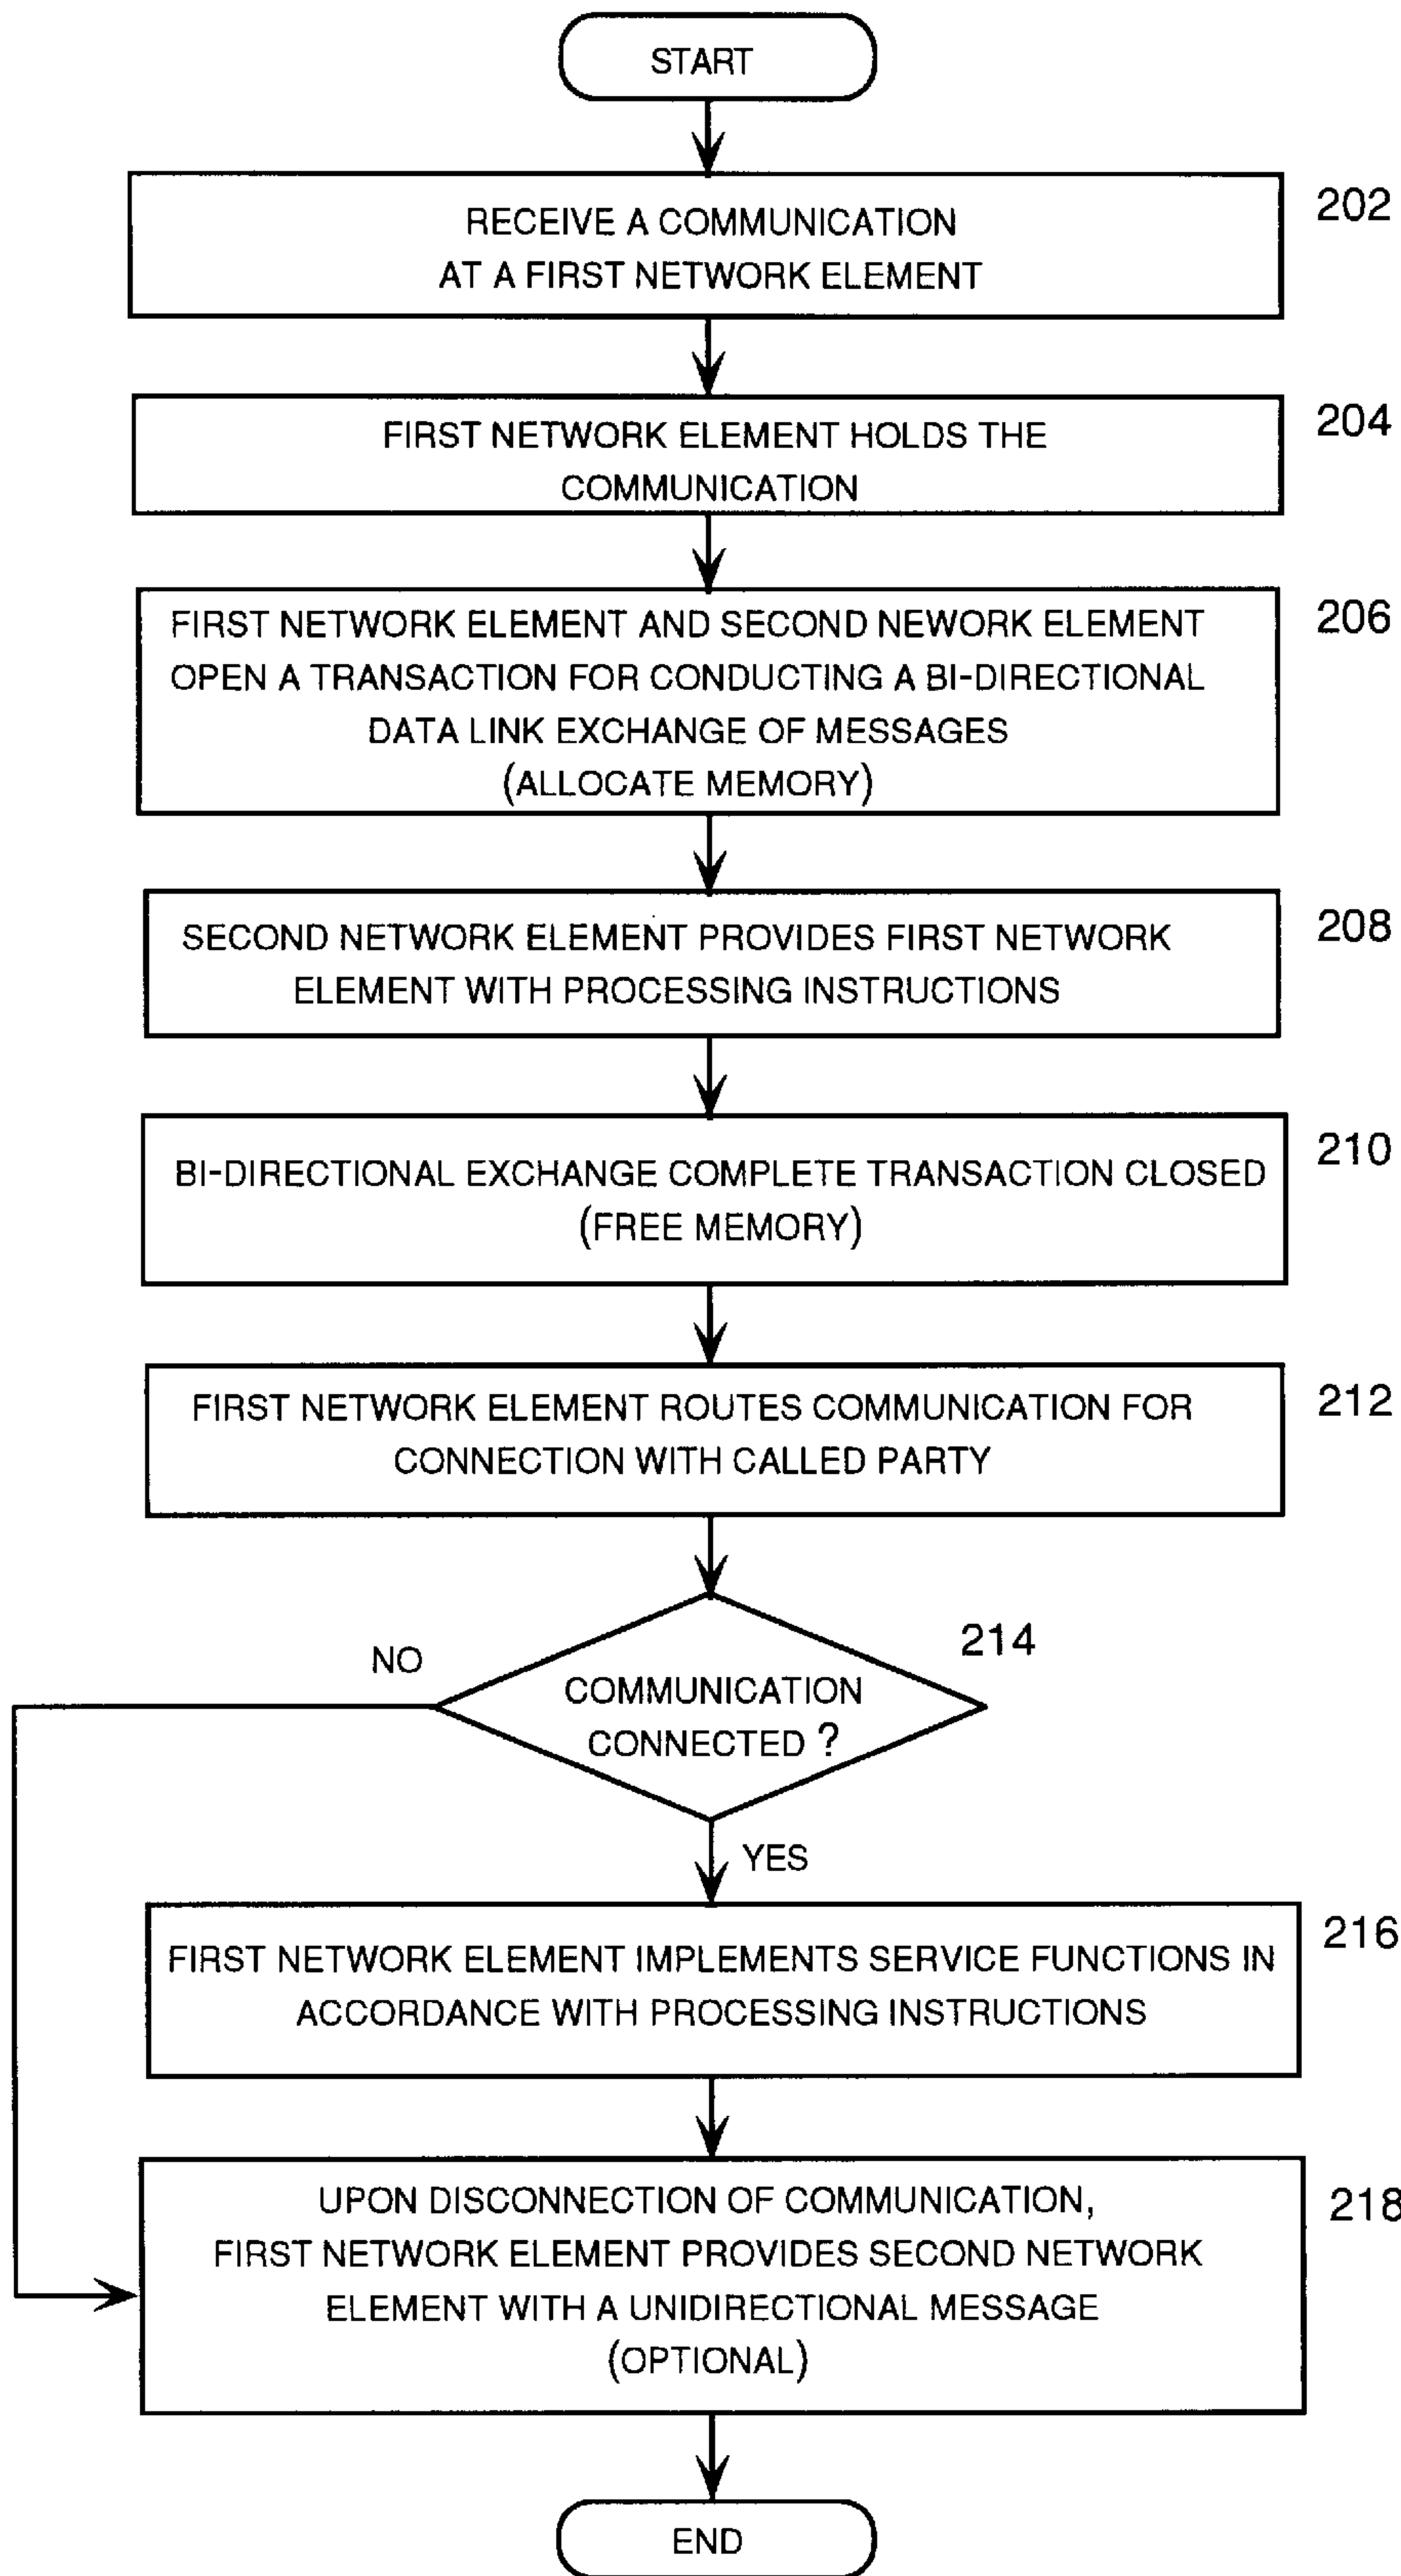 START
202
RECEIVE A COMMUNICATION
AT A FIRST NETWORK ELEMENT
204
FIRST NETWORK ELEMENT HOLDS THE
COMMUNICATION
206
FIRST NETWORK ELEMENT AND SECOND NEWORK ELEMENT
OPEN A TRANSACTION FOR CONDUCTING A BI-DIRECTIONAL
DATA LINK EXCHANGE OF MESSAGES
(ALLOCATE MEMORY)
208
SECOND NETWORK ELEMENT PROVIDES FIRST NETWORK
ELEMENT WITH PROCESSING INSTRUCTIONS
210
BI-DIRECTIONAL EXCHANGE COMPLETE TRANSACTION CLOSED
(FREE MEMORY)
212
FIRST NETWORK ELEMENT ROUTES COMMUNICATION FOR
CONNECTION WITH CALLED PARTY
214
NO
COMMUNICATION
CONNECTED ?
YES
216
FIRST NETWORK ELEMENT IMPLEMENTS SERVICE FUNCTIONS IN
ACCORDANCE WITH PROCESSING INSTRUCTIONS
218
UPON DISCONNECTION OF COMMUNICATION,
FIRST NETWORK ELEMENT PROVIDES SECOND NETWORK
ELEMENT WITH A UNIDIRECTIONAL MESSAGE
(OPTIONAL)
END